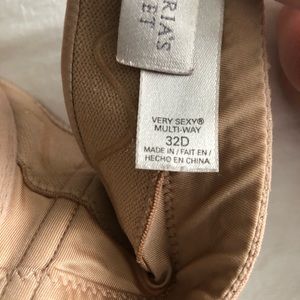 RIA'S
ET
VERY SEXY®
MULTI-WAY
32D
MADE IN / FAIT EN /
HECHO EN CHINA